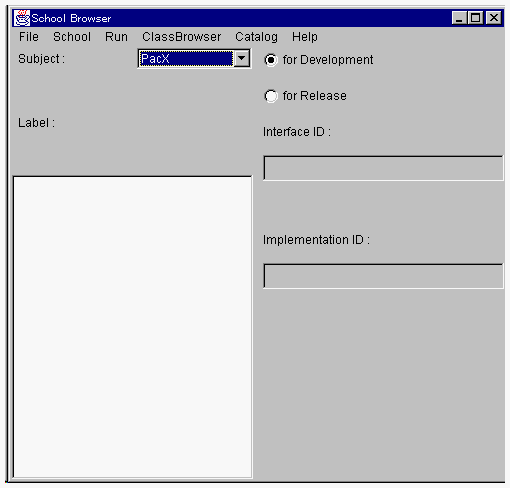 School Browser
File School Run ClassBrowser Catalog Help
Subject : PacX for Development
for Release
Label :
Interface ID :
Implementation ID :